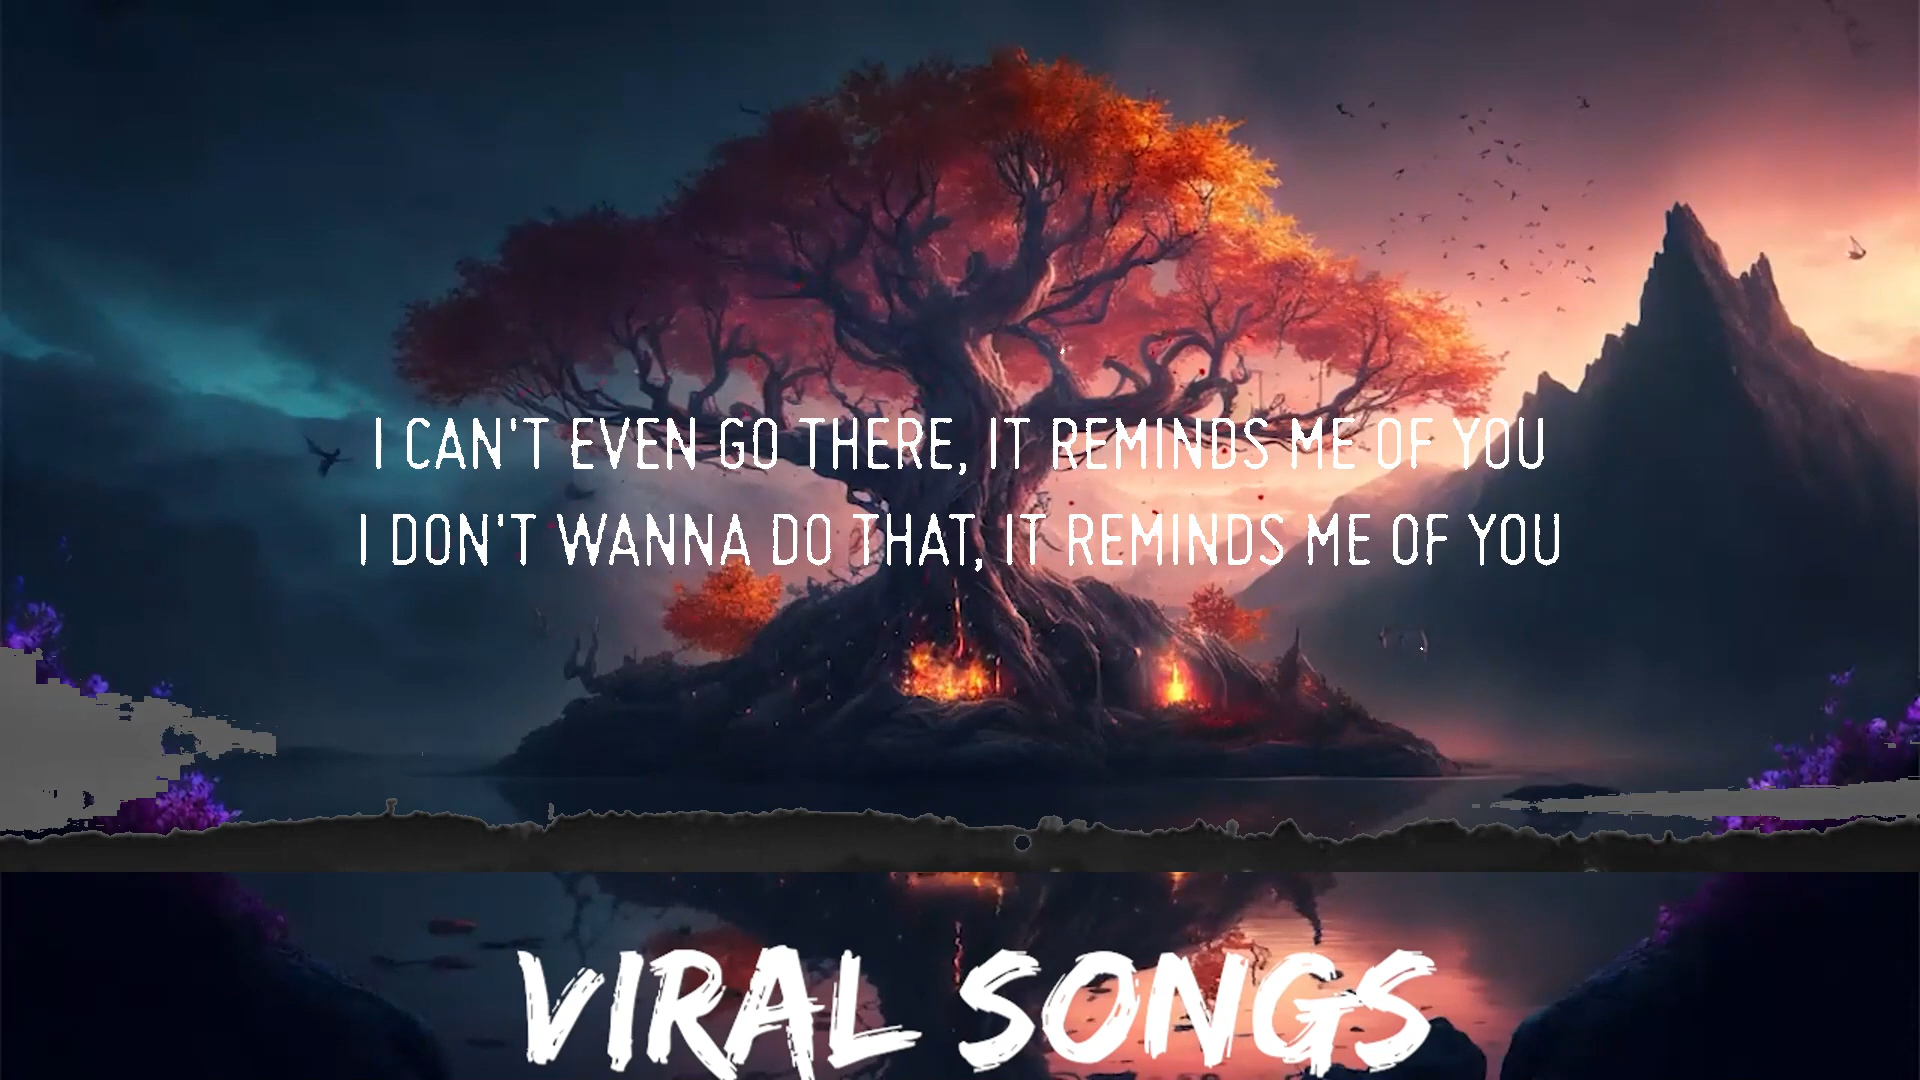 I CAN'T EVEN GO THERE, IT REMINDS ME OF YOU
I DON'T WANNA DO THAT, IT REMINDS ME OF YOU
VIRAL SONGS